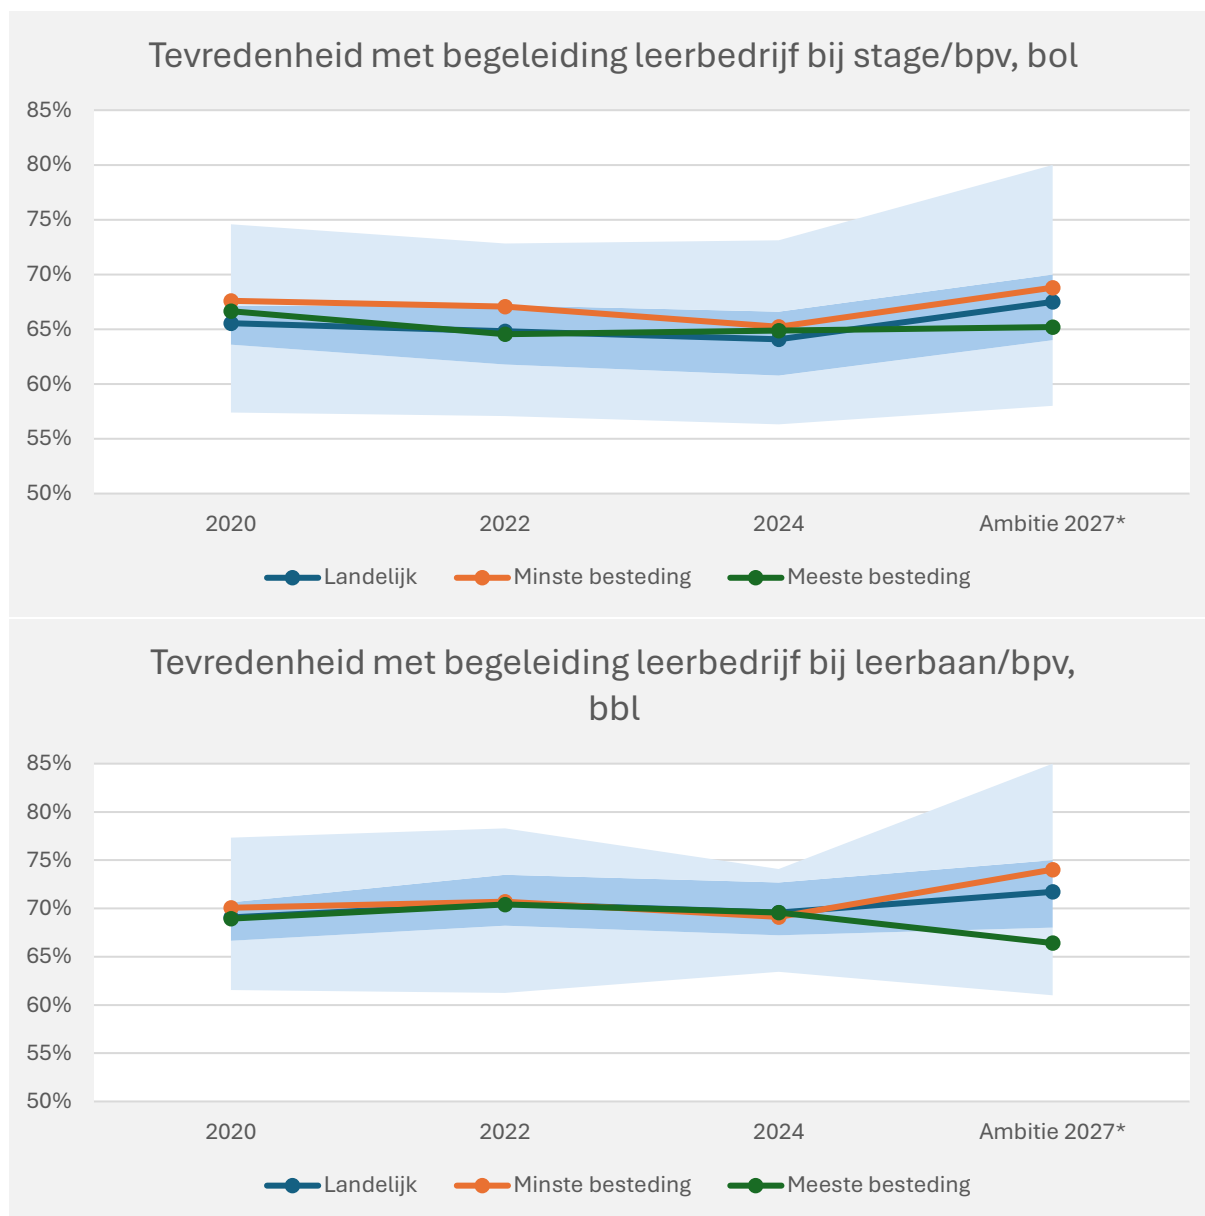 Tevredenheid met begeleiding leerbedrijf bij stage/bpv, bol
85%
80%
75%
70%
65%
60%
55%
50%
2020 2022 2024 Ambitie 2027*
Landelijk Minste besteding Meeste besteding
Tevredenheid met begeleiding leerbedrijf bij leerbaan/bpv,
bbl
85%
80%
75%
70%
65%
60%
55%
50%
2020 2022 2024 Ambitie 2027*
Landelijk Minste besteding Meeste besteding